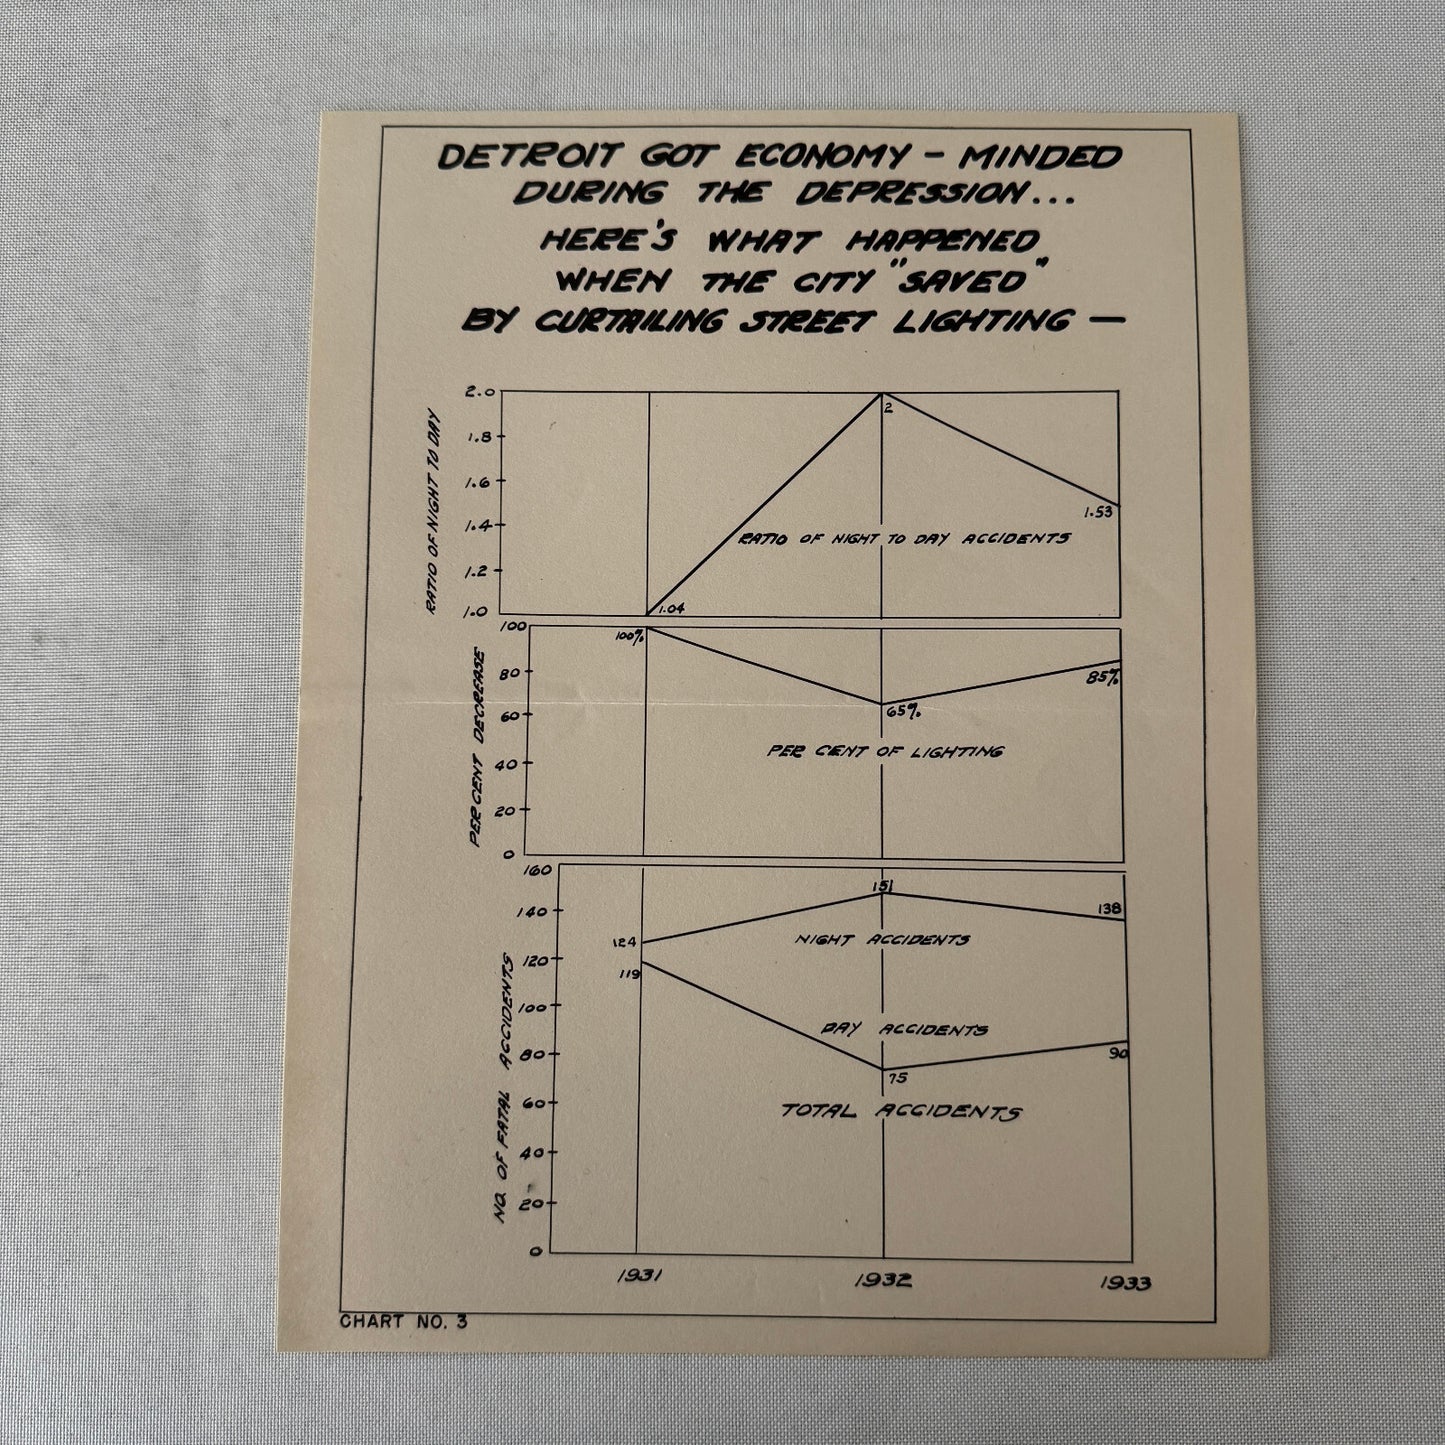 DETROIT GOT ECONOMY - MINDED
DURING THE DEPRESSION...
HERE'S WHAT HAPPENED
WHEN THE CITY "SAVED"
BY CURTAILING STREET LIGHTING —
RATIO OF NIGHT TO DAY
2.0
1.8
1.6
1.4
1.2
1.0
2
1.53
1.04
RATIO OF NIGHT TO DAY ACCIDENTS
PER CENT DECREASE
100
80
60
40
20
0
100%
65%
85%
PER CENT OF LIGHTING
NO. OF FATAL ACCIDENTS
160
140
120
100
80
60
40
20
0
124
151
138
NIGHT ACCIDENTS
119
DAY ACCIDENTS
75
90
TOTAL ACCIDENTS
1931 1932 1933
CHART NO. 3